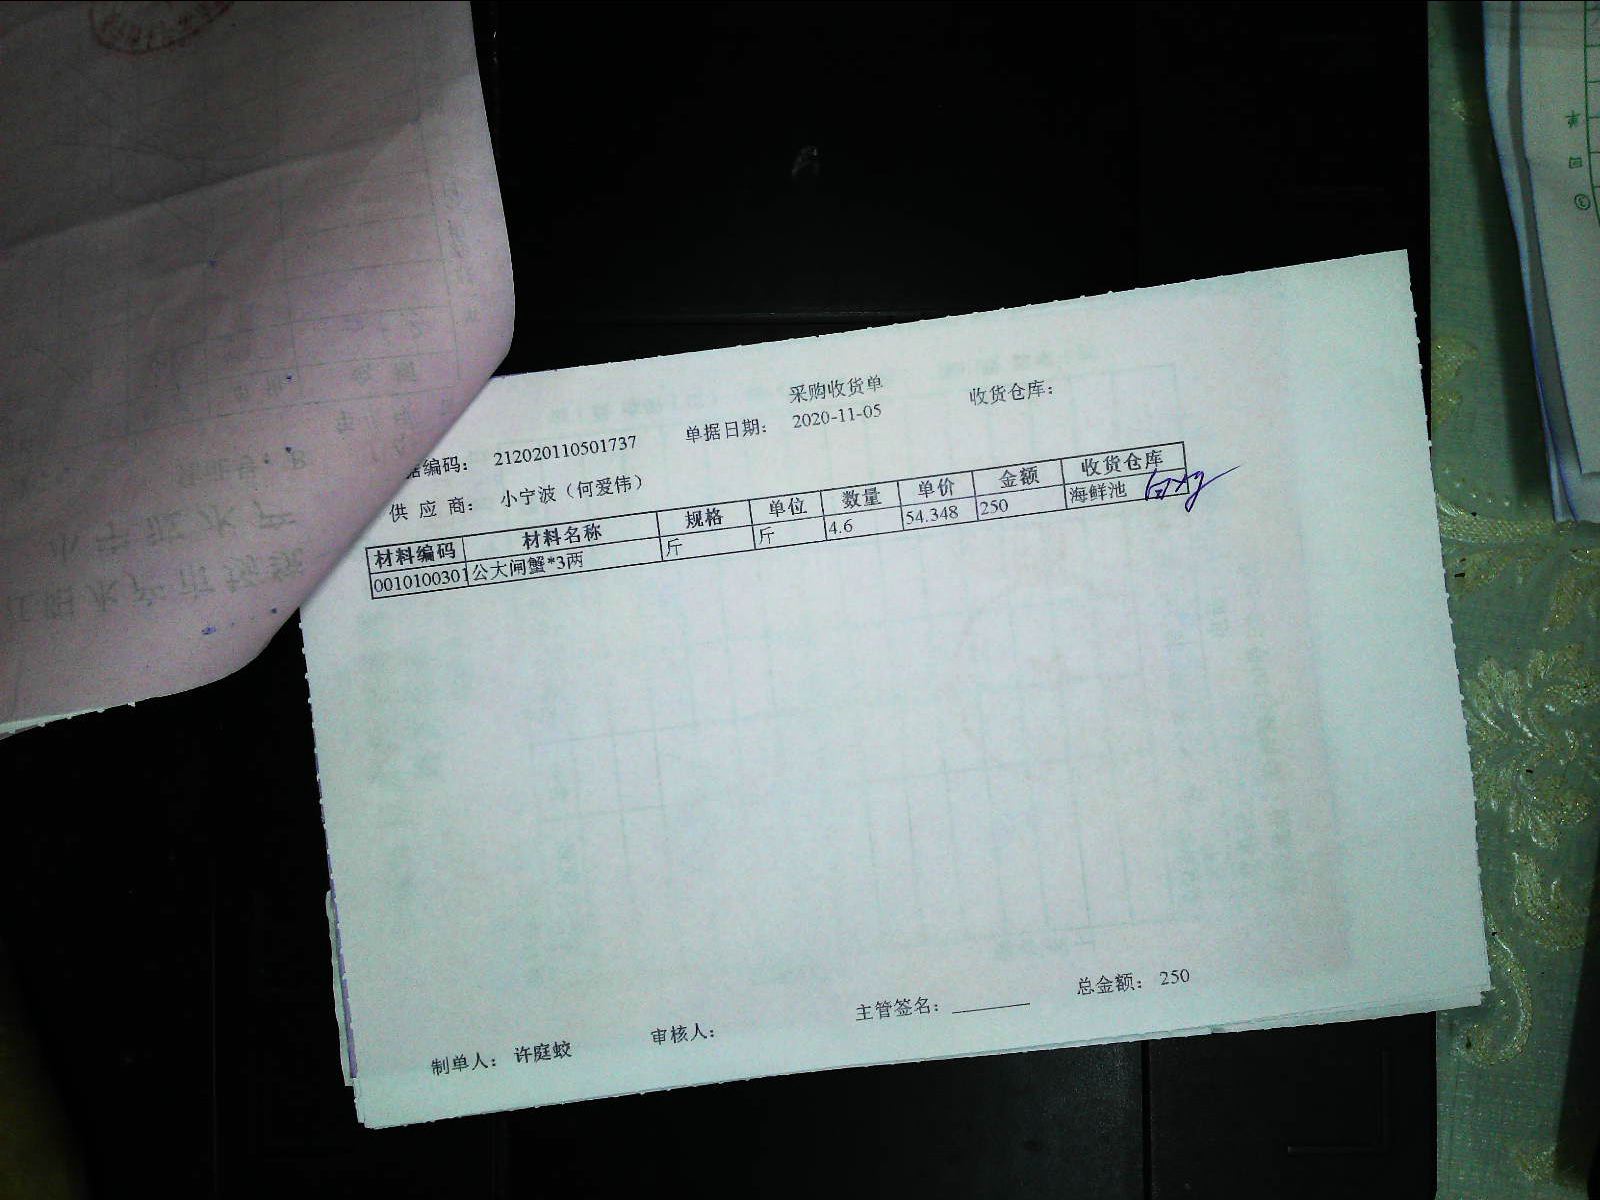 采购收货单
据编码： 212020110501737 单据日期： 2020-11-05 收货仓库：
供 应 商： 小宁波（何爱伟）
材料编码 材料名称 规格 单位 数量 单价 金额 收货仓库
0010100301 公大闸蟹*3两 斤 斤 4.6 54.348 250 海鲜池
制单人： 许庭蛟 审核人： 主管签名： 总金额： 250